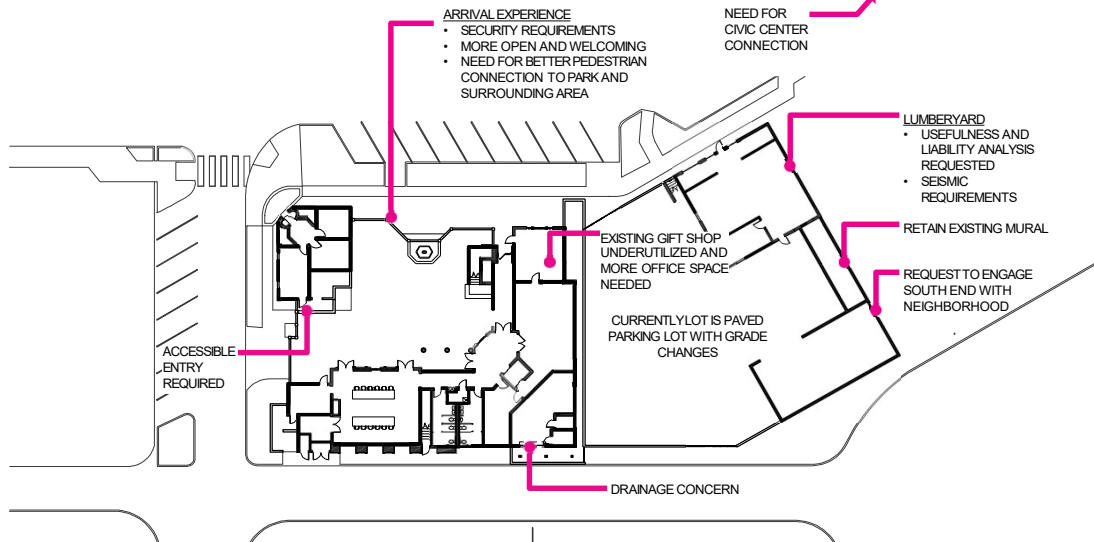 ARRIVAL EXPERIENCE
• SECURITY REQUIREMENTS
• MORE OPEN AND WELCOMING
• NEED FOR BETTER PEDESTRIAN
CONNECTION TO PARK AND
SURROUNDING AREA
NEED FOR
CIVIC CENTER
CONNECTION
LUMBERYARD
• USEFULNESS AND
LIABILITY ANALYSIS
REQUESTED
• SEISMIC
REQUIREMENTS
RETAIN EXISTING MURAL
EXISTING GIFT SHOP
UNDERUTILIZED AND
MORE OFFICE SPACE
NEEDED
REQUEST TO ENGAGE
SOUTH END WITH
NEIGHBORHOOD
CURRENTLY LOT IS PAVED
PARKING LOT WITH GRADE
CHANGES
ACCESSIBLE
ENTRY
REQUIRED
DRAINAGE CONCERN